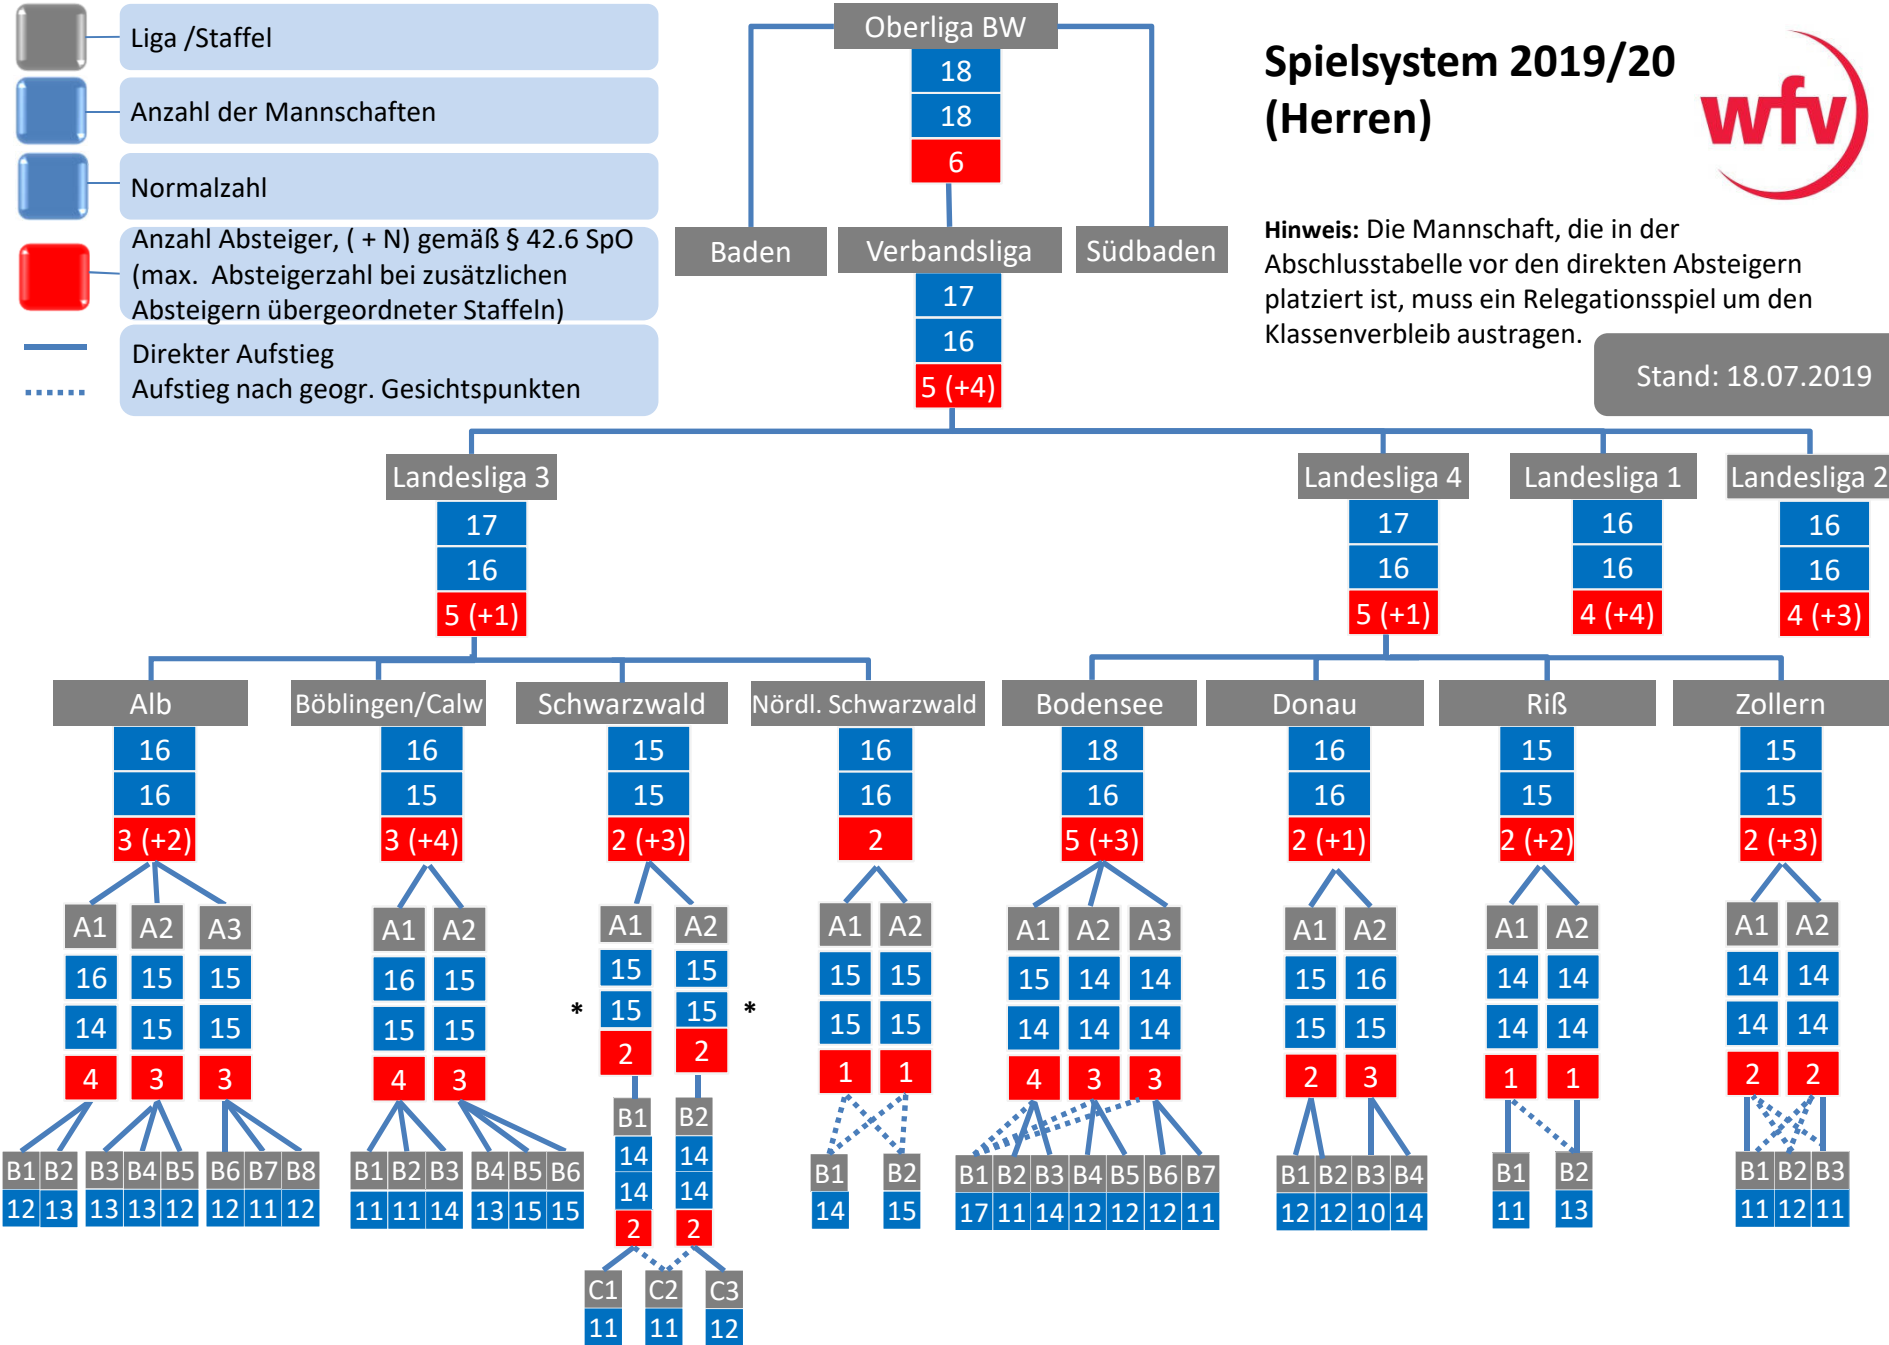 Liga /Staffel
Anzahl der Mannschaften
Normalzahl
Anzahl Absteiger, ( + N) gemäß § 42.6 SpO
(max. Absteigerzahl bei zusätzlichen
Absteigern übergeordneter Staffeln)
Direkter Aufstieg
Aufstieg nach geogr. Gesichtspunkten
Oberliga BW
18
18
6
Spielsystem 2019/20
(Herren)
wfv
Baden
Verbandsliga
Südbaden
17
16
5 (+4)
Hinweis: Die Mannschaft, die in der
Abschlusstabelle vor den direkten Absteigern
platziert ist, muss ein Relegationsspiel um den
Klassenverbleib austragen.
Stand: 18.07.2019
Landesliga 3
Landesliga 4
Landesliga 1
Landesliga 2
17 17 16 16
16 16 16 16
5 (+1) 5 (+1) 4 (+4) 4 (+3)
Alb Böblingen/Calw Schwarzwald Nördl. Schwarzwald Bodensee Donau Riß Zollern
16 16 15 16 18 16 15 15
16 15 15 16 16 16 15 15
3 (+2) 3 (+4) 2 (+3) 2 5 (+3) 2 (+1) 2 (+2) 2 (+3)
A1 A2 A3 A1 A2 A1 A2 A1 A2 A1 A2 A3 A1 A2 A1 A2 A1 A2
16 15 15 16 15 15 15 15 15 15 14 14 15 16 14 14 14 14
14 15 15 15 15 * 15 15 * 15 15 14 14 14 15 15 14 14 14 14
4 3 3 4 3 2 2 1 1 4 3 3 2 3 1 1 2 2
B1 B2
14 14
14 14
2 2
B1 B2 B3 B4 B5 B6 B7 B8 B1 B2 B3 B4 B5 B6 B1 B2 B1 B2 B3 B4 B5 B6 B7 B1 B2 B3 B4 B1 B2 B1 B2 B3
12 13 13 13 12 12 11 12 11 11 14 13 15 15 14 15 17 11 14 12 12 12 11 12 12 10 14 11 13 11 12 11
C1 C2 C3
11 11 12